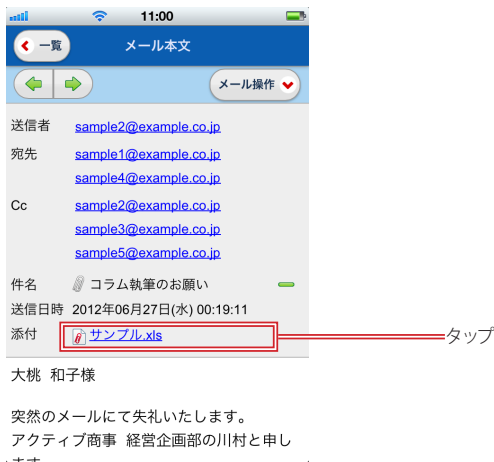 11:00
一覧
メール本文
メール操作
送信者 sample2@example.co.jp
宛先 sample1@example.co.jp
sample4@example.co.jp
Cc sample2@example.co.jp
sample3@example.co.jp
sample5@example.co.jp
件名 コラム執筆のお願い
送信日時 2012年06月27日(水) 00:19:11
添付 サンプル.xls
タップ
大桃 和子様
突然のメールにて失礼いたします。
アクティブ商事 経営企画部の川村と申し
ます